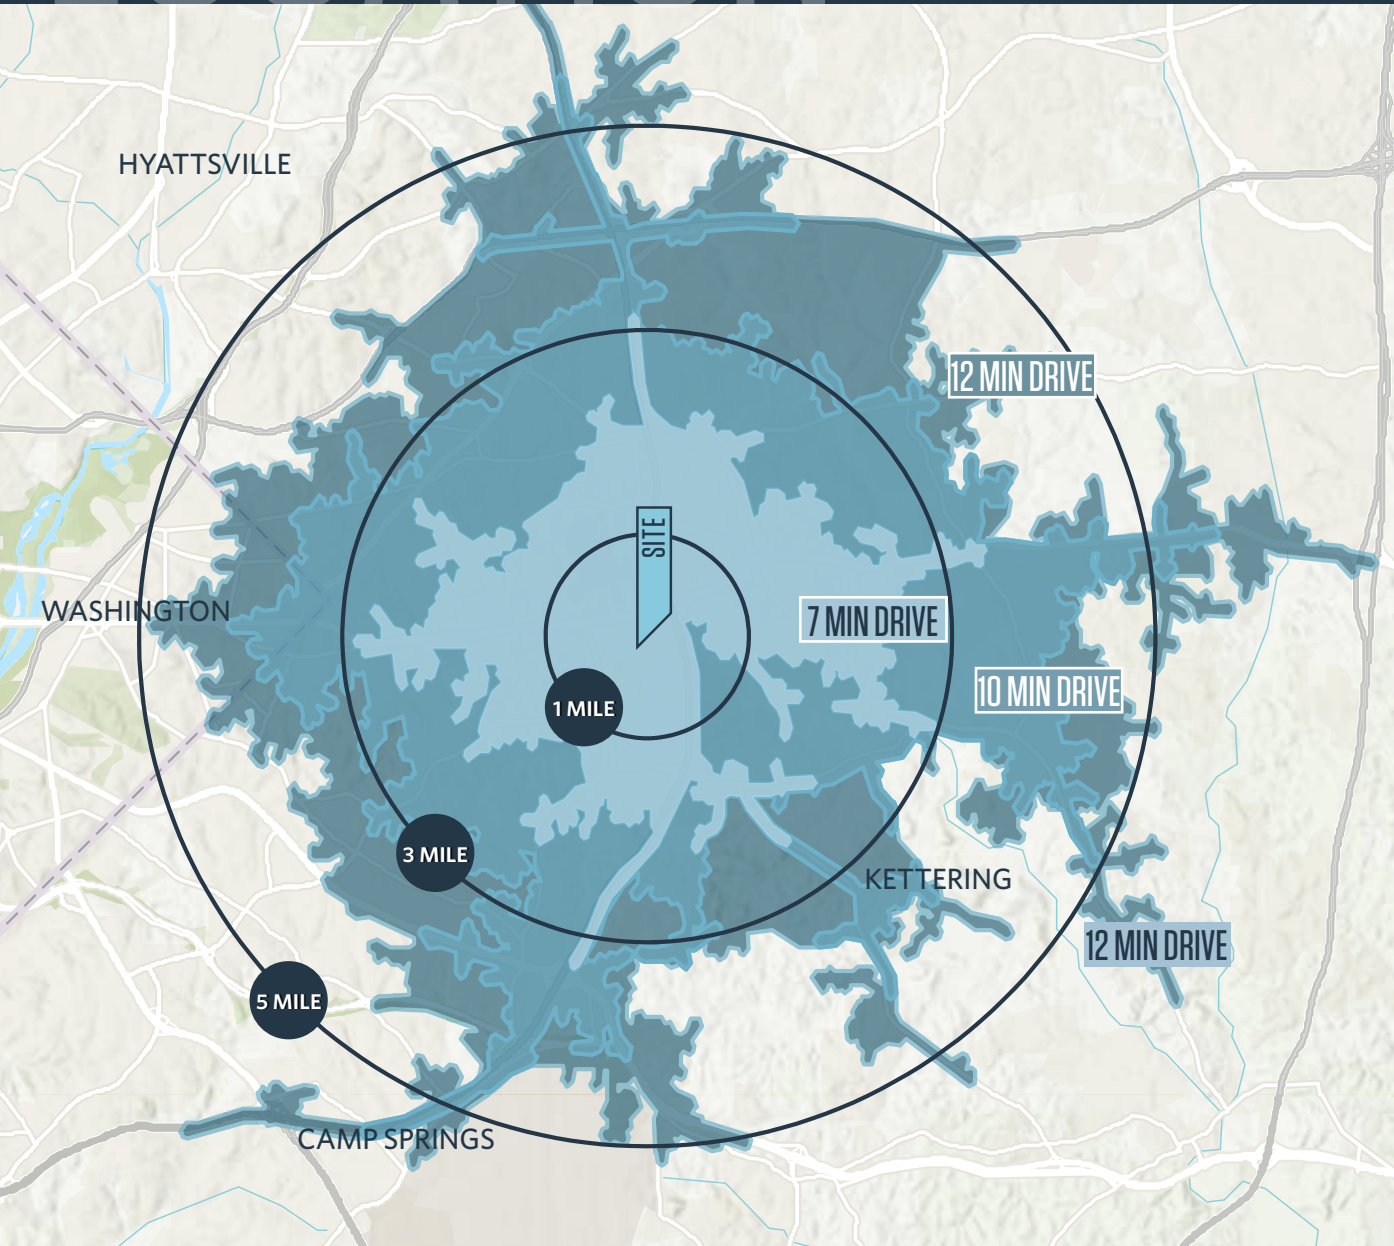 HYATTSVILLE
12 MIN DRIVE
SITE
WASHINGTON
7 MIN DRIVE
10 MIN DRIVE
1 MILE
3 MILE
KETTERING
12 MIN DRIVE
5 MILE
CAMP SPRINGS